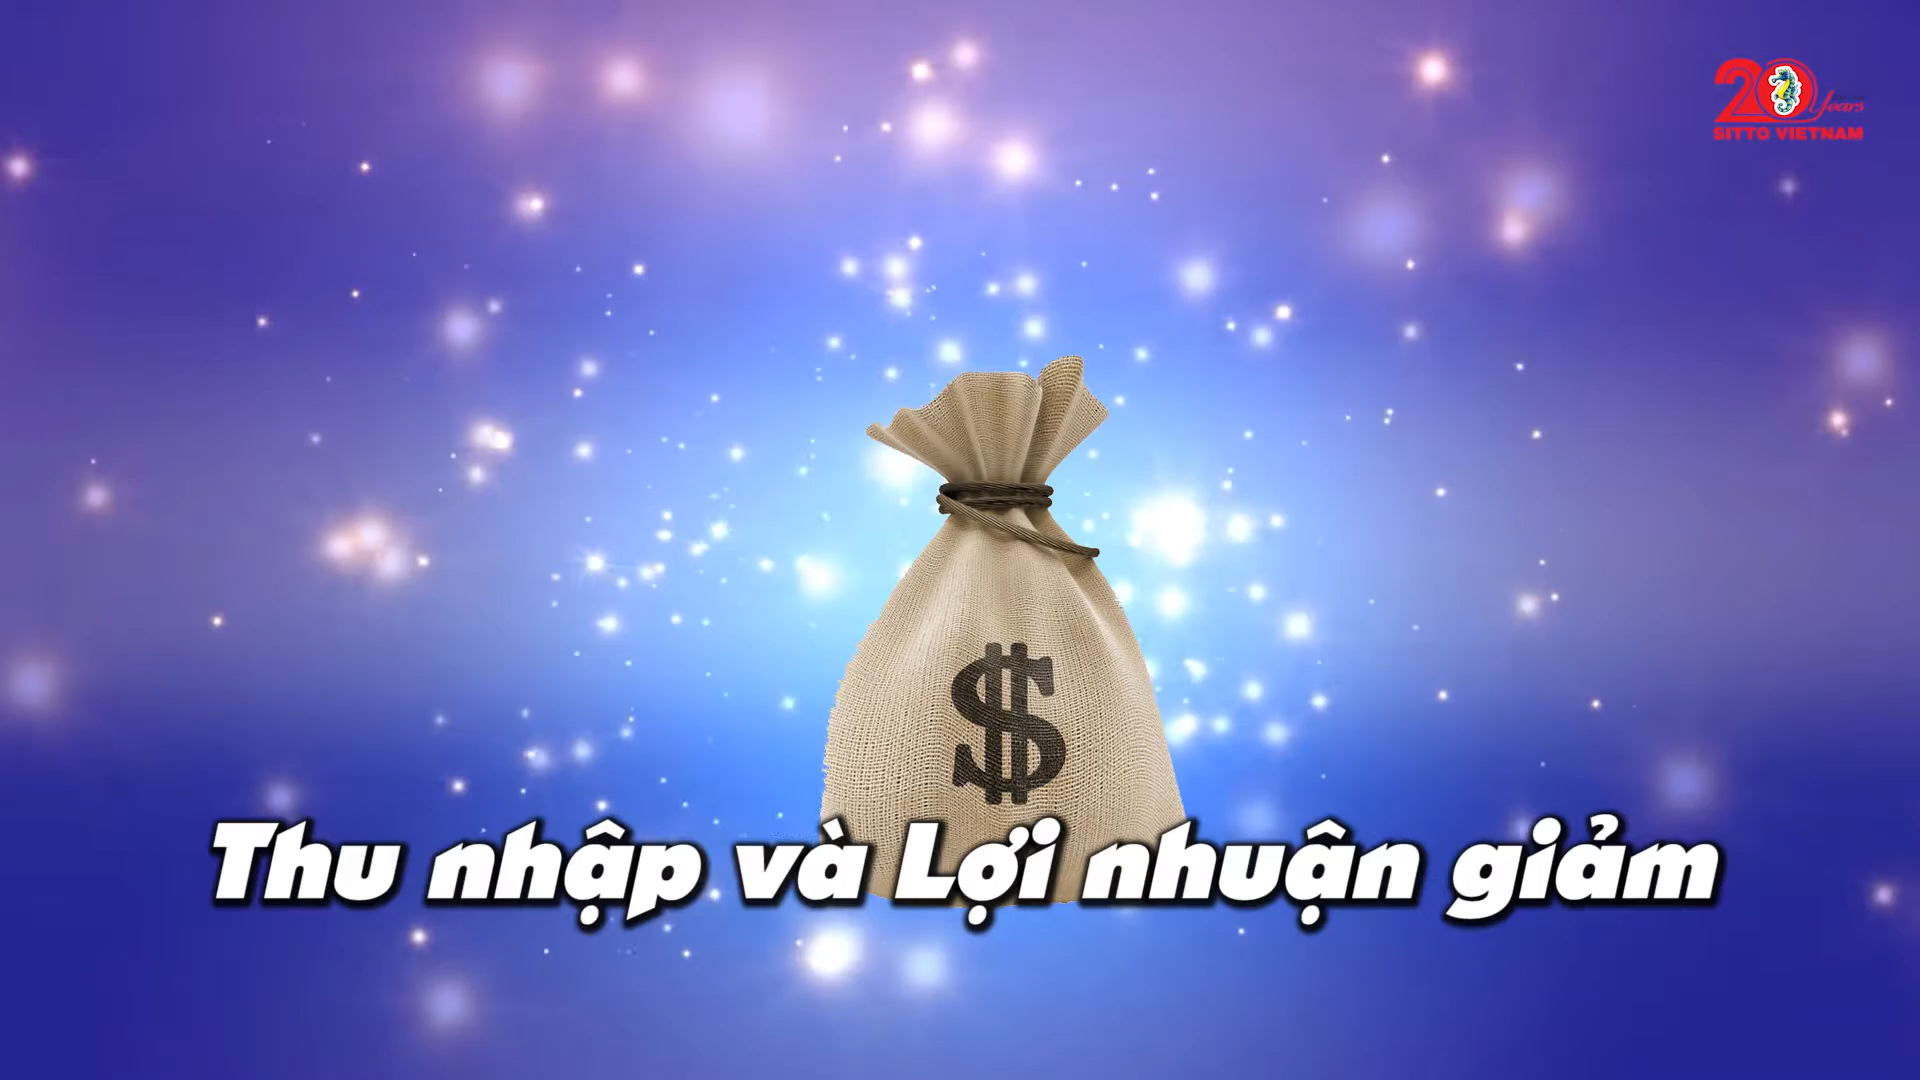 20 Years
SITTO VIETNAM
$
Thu nhập và Lợi nhuận giảm